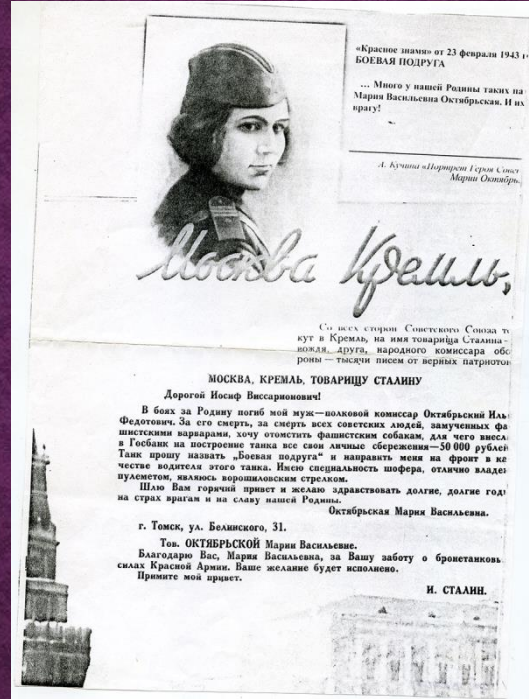 «Красное знамя» от 23 февраля 1943 г
БОЕВАЯ ПОДРУГА
... Много у нашей Родины таких па
Мария Васильевна Октябрьская. И их
врагу!
А. Кучина «Портрет Героя Совет
Марии Октябрь
Москва Кремль,
Со всех сторон Советского Союза т
кут в Кремль, на имя товарища Сталина -
вождя, друга, народного комиссара обо
роны — тысячи писем от верных патриотов
МОСКВА, КРЕМЛЬ, ТОВАРИЩУ СТАЛИНУ
Дорогой Иосиф Виссарионович!
В боях за Родину погиб мой муж—полковой комиссар Октябрьский Иль
Федотович. За его смерть, за смерть всех советских людей, замученных фа
шистскими варварами, хочу отомстить фашистским собакам, для чего внесл
в Госбанк на построение танка все свои личные сбережения—50 000 рублей
Танк прошу назвать „Боевая подруга“ и направить меня на фронт в ка
честве водителя этого танка. Имею специальность шофера, отлично владе
пулеметом, являюсь ворошиловским стрелком.
Шлю Вам горячий привет и желаю здравствовать долгие, долгие год
на страх врагам и на славу нашей Родины.
Октябрьская Мария Васильевна.
г. Томск, ул. Белинского, 31.
Тов. ОКТЯБРЬСКОЙ Марии Васильевне.
Благодарю Вас, Мария Васильевна, за Вашу заботу о бронетанковы
силах Красной Армии. Ваше желание будет исполнено.
Примите мой привет.
И. СТАЛИН.